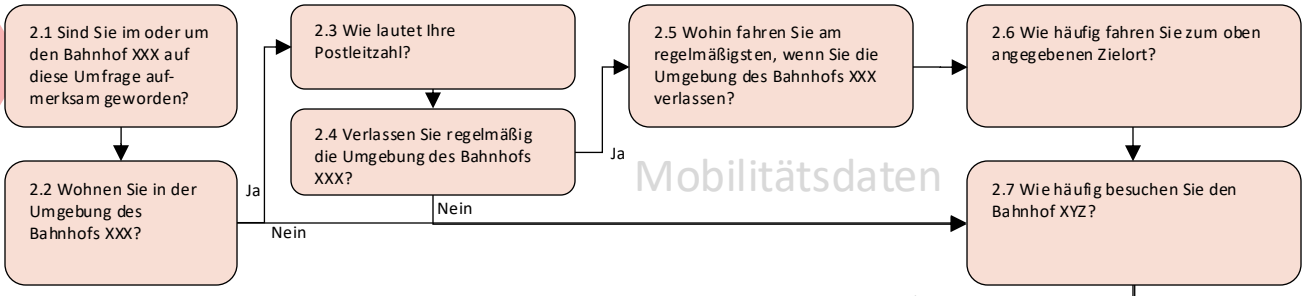 2.1 Sind Sie im oder um
den Bahnhof XXX auf
diese Umfrage auf-
merksam geworden?
2.2 Wohnen Sie in der
Umgebung des
Bahnhofs XXX?
Ja
Nein
2.3 Wie lautet Ihre
Postleitzahl?
2.4 Verlassen Sie regelmäßig
die Umgebung des Bahnhofs
XXX?
Ja
Nein
2.5 Wohin fahren Sie am
regelmäßigsten, wenn Sie die
Umgebung des Bahnhofs XXX
verlassen?
Mobilitätsdaten
2.6 Wie häufig fahren Sie zum oben
angegebenen Zielort?
2.7 Wie häufig besuchen Sie den
Bahnhof XYZ?